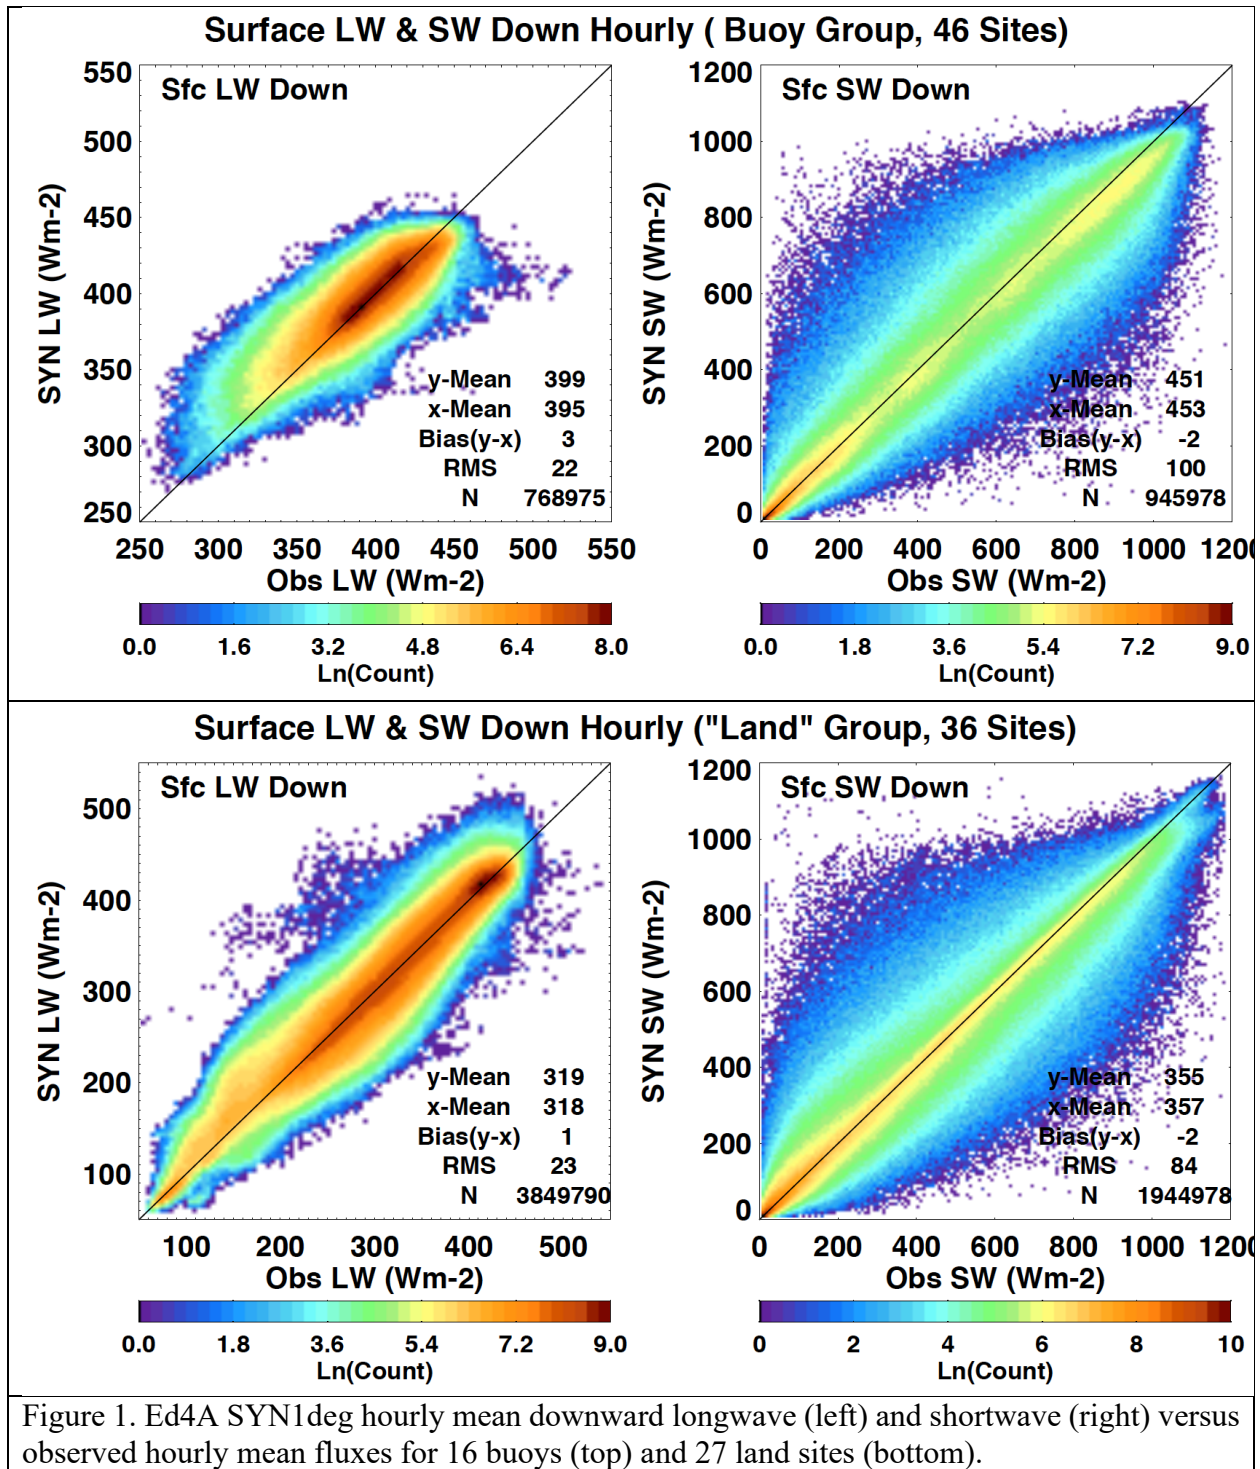 Surface LW & SW Down Hourly ( Buoy Group, 46 Sites)
Sfc LW Down
550
500
450
400
350
300
250
SYN LW (Wm-2)
y-Mean 399
x-Mean 395
Bias(y-x) 3
RMS 22
N 768975
250 300 350 400 450 500 550
Obs LW (Wm-2)
0.0 1.6 3.2 4.8 6.4 8.0
Ln(Count)
Sfc SW Down
1200
1000
800
600
400
200
0
SYN SW (Wm-2)
y-Mean 451
x-Mean 453
Bias(y-x) -2
RMS 100
N 945978
0 200 400 600 800 1000 1200
Obs SW (Wm-2)
0.0 1.8 3.6 5.4 7.2 9.0
Ln(Count)
Surface LW & SW Down Hourly ("Land" Group, 36 Sites)
Sfc LW Down
500
400
300
200
100
SYN LW (Wm-2)
y-Mean 319
x-Mean 318
Bias(y-x) 1
RMS 23
N 3849790
100 200 300 400 500
Obs LW (Wm-2)
0.0 1.8 3.6 5.4 7.2 9.0
Ln(Count)
Sfc SW Down
1200
1000
800
600
400
200
0
SYN SW (Wm-2)
y-Mean 355
x-Mean 357
Bias(y-x) -2
RMS 84
N 1944978
0 200 400 600 800 1000 1200
Obs SW (Wm-2)
0 2 4 6 8 10
Ln(Count)
Figure 1. Ed4A SYN1deg hourly mean downward longwave (left) and shortwave (right) versus
observed hourly mean fluxes for 16 buoys (top) and 27 land sites (bottom).